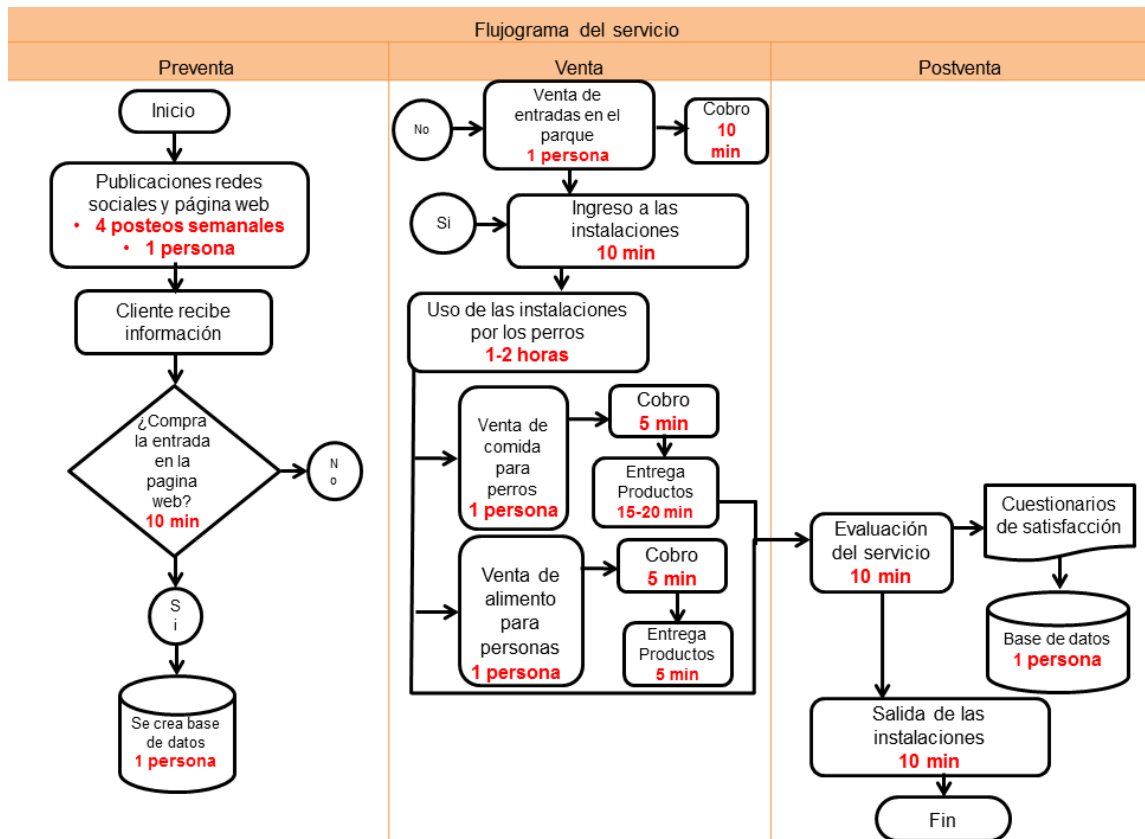 Flujograma del servicio
Preventa
Venta
Postventa
Inicio
Publicaciones redes
sociales y página web
• 4 posteos semanales
• 1 persona
Cliente recibe
información
¿Compra
la entrada
en la
pagina
web?
10 min
N
o
S
i
Se crea base
de datos
1 persona
No
Venta de
entradas en el
parque
1 persona
Cobro
10
min
Si
Ingreso a las
instalaciones
10 min
Uso de las instalaciones
por los perros
1-2 horas
Venta de
comida
para
perros
1 persona
Cobro
5 min
Entrega
Productos
15-20 min
Venta de
alimento
para
personas
1 persona
Cobro
5 min
Entrega
Productos
5 min
Evaluación
del servicio
10 min
Cuestionarios
de satisfacción
Base de datos
1 persona
Salida de las
instalaciones
10 min
Fin